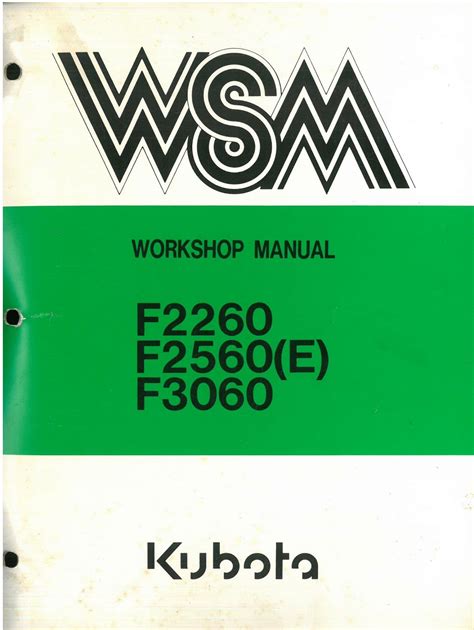 WSM
WORKSHOP MANUAL
F2260
F2560(E)
F3060
Kubota